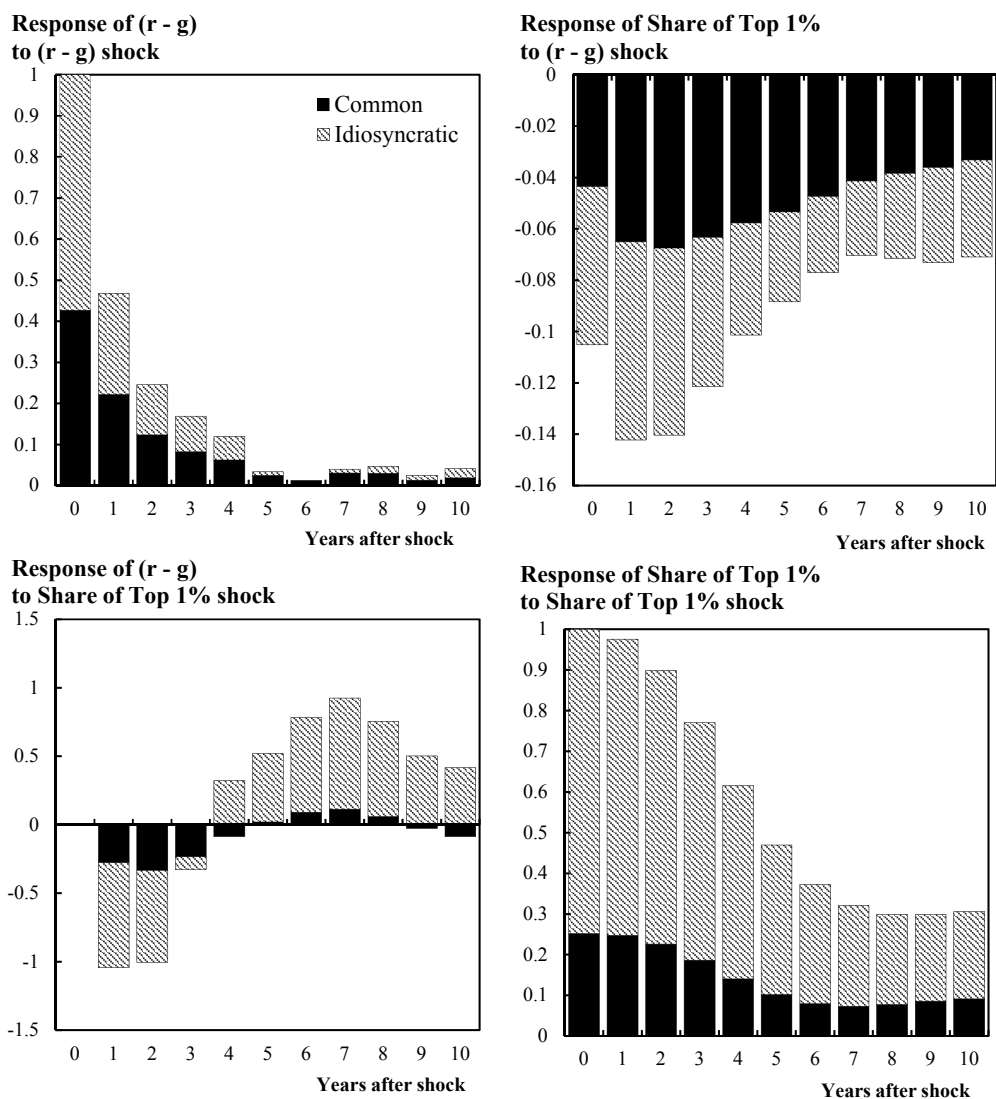 Response of (r - g)
to (r - g) shock
1
0.9
0.8
0.7
0.6
0.5
0.4
0.3
0.2
0.1
0
Common
Idiosyncratic
0 1 2 3 4 5 6 7 8 9 10
Years after shock
Response of Share of Top 1%
to (r - g) shock
0
-0.02
-0.04
-0.06
-0.08
-0.1
-0.12
-0.14
-0.16
0 1 2 3 4 5 6 7 8 9 10
Years after shock
Response of (r - g)
to Share of Top 1% shock
1.5
1
0.5
0
-0.5
-1
-1.5
0 1 2 3 4 5 6 7 8 9 10
Years after shock
Response of Share of Top 1%
to Share of Top 1% shock
1
0.9
0.8
0.7
0.6
0.5
0.4
0.3
0.2
0.1
0
0 1 2 3 4 5 6 7 8 9 10
Years after shock